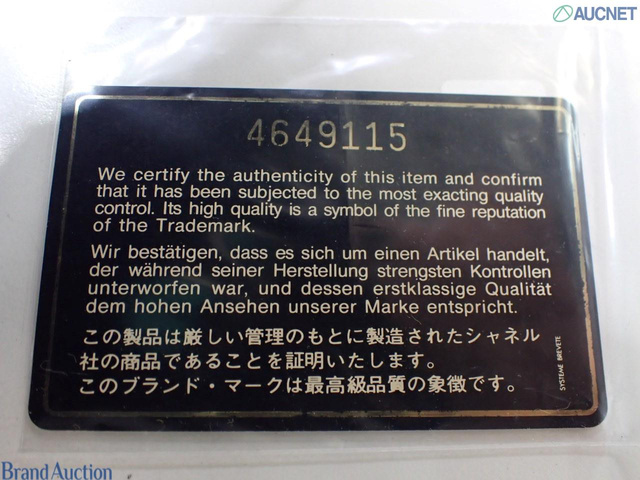 AUCNET
4649115
We certify the authenticity of this item and confirm
that it has been subjected to the most exacting quality
control. Its high quality is a symbol of the fine reputation
of the Trademark.
Wir bestätigen, dass es sich um einen Artikel handelt,
der während seiner Herstellung strengsten Kontrollen
unterworfen war, und dessen erstklassige Qualität
dem hohen Ansehen unserer Marke entspricht.
この製品は厳しい管理のもとに製造されたシャネル
社の商品であることを証明いたします。
このブランド・マークは最高級品質の象徴です。
SYSTEME BREVETE
Brand Auction